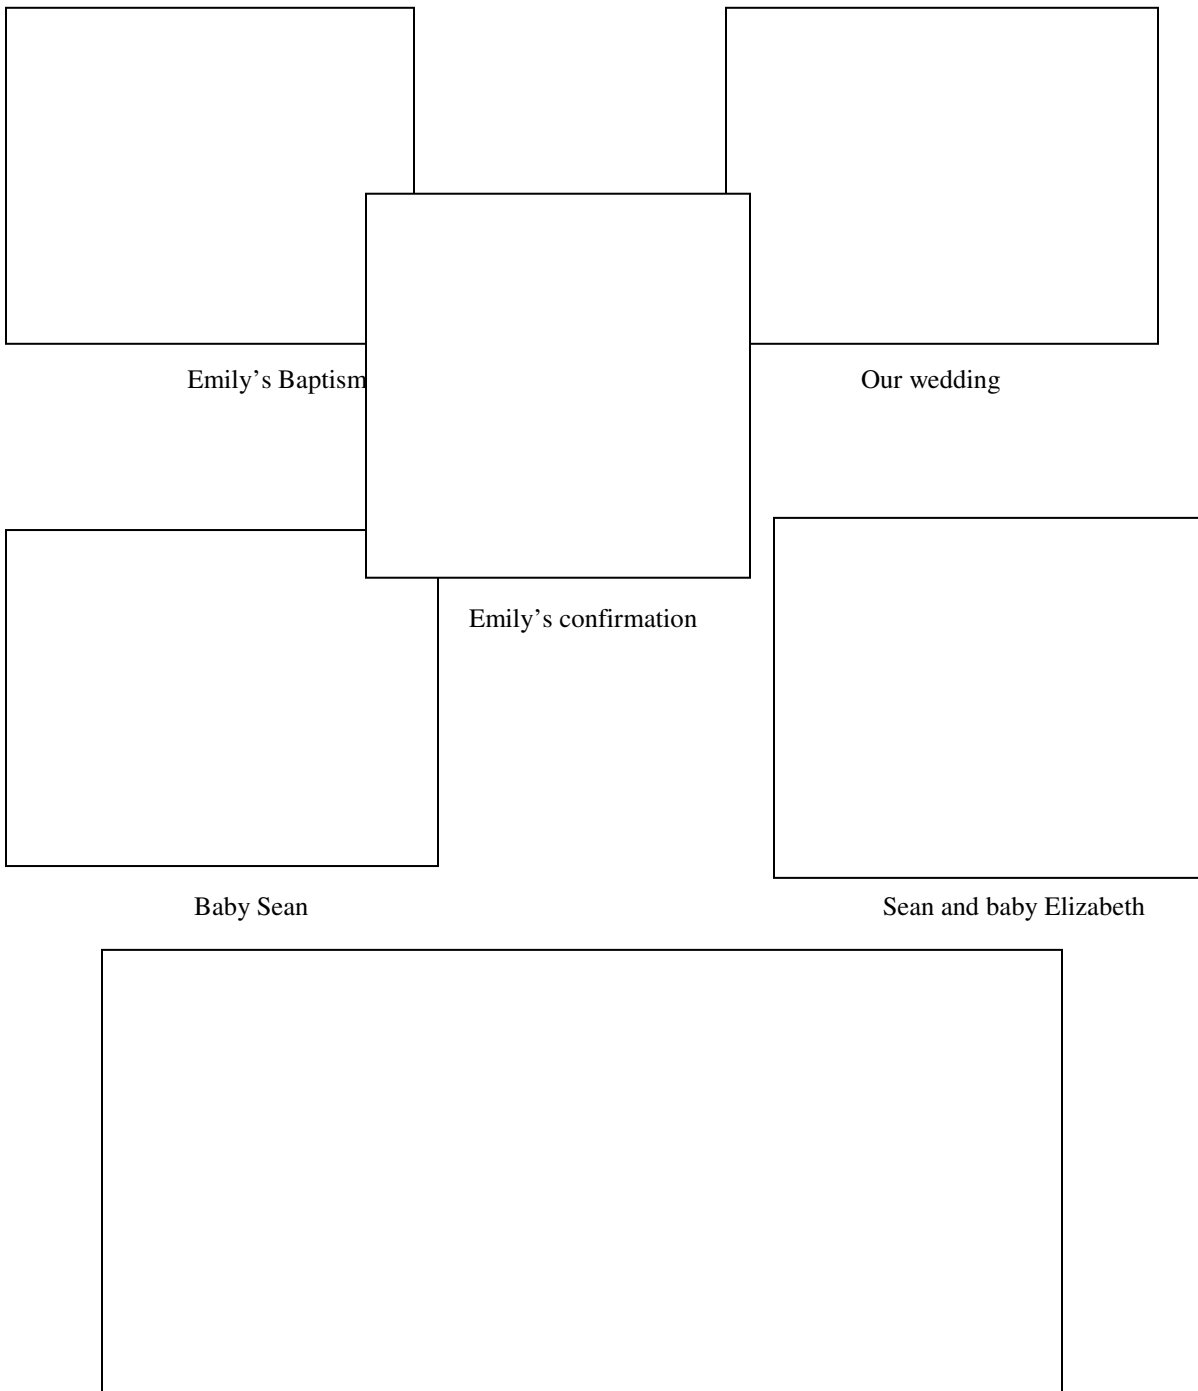 Emily’s Baptism
Our wedding
Emily’s confirmation
Baby Sean
Sean and baby Elizabeth